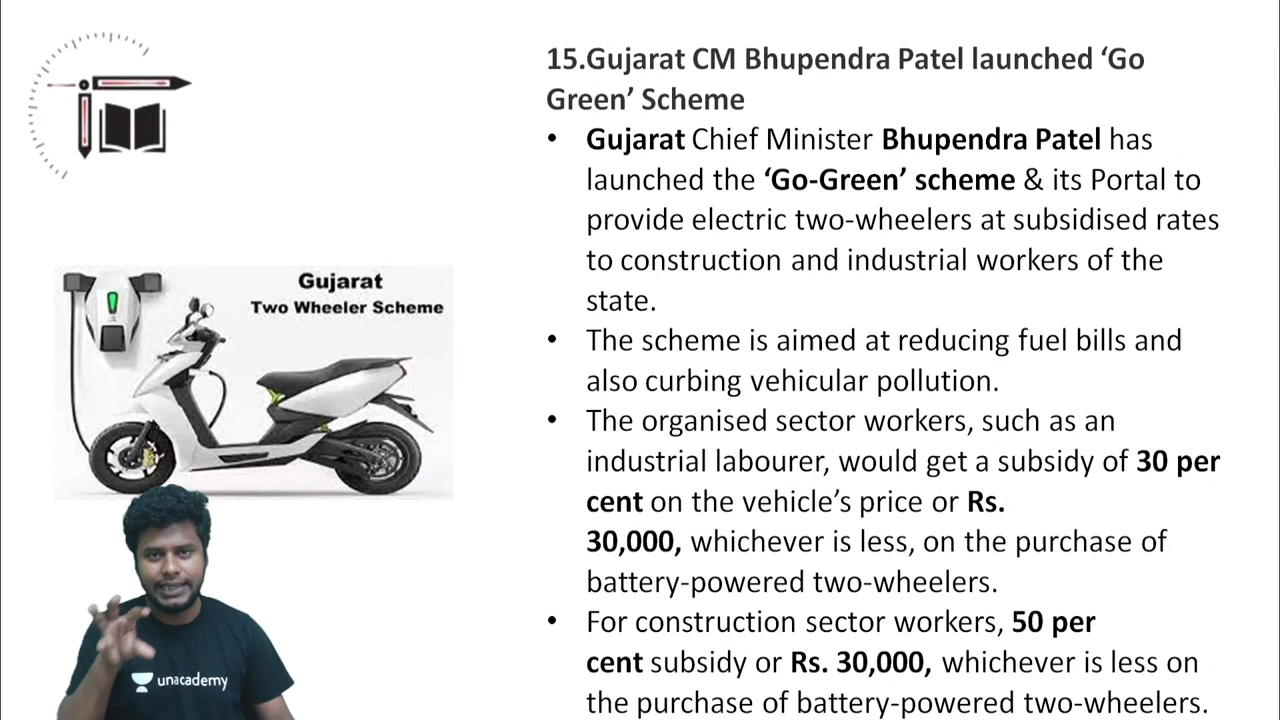 15.Gujarat CM Bhupendra Patel launched ‘Go
Green’ Scheme
• Gujarat Chief Minister Bhupendra Patel has
launched the ‘Go-Green’ scheme & its Portal to
provide electric two-wheelers at subsidised rates
to construction and industrial workers of the
state.
• The scheme is aimed at reducing fuel bills and
also curbing vehicular pollution.
• The organised sector workers, such as an
industrial labourer, would get a subsidy of 30 per
cent on the vehicle’s price or Rs.
30,000, whichever is less, on the purchase of
battery-powered two-wheelers.
• For construction sector workers, 50 per
cent subsidy or Rs. 30,000, whichever is less on
the purchase of battery-powered two-wheelers.
Gujarat
Two Wheeler Scheme
unacademy